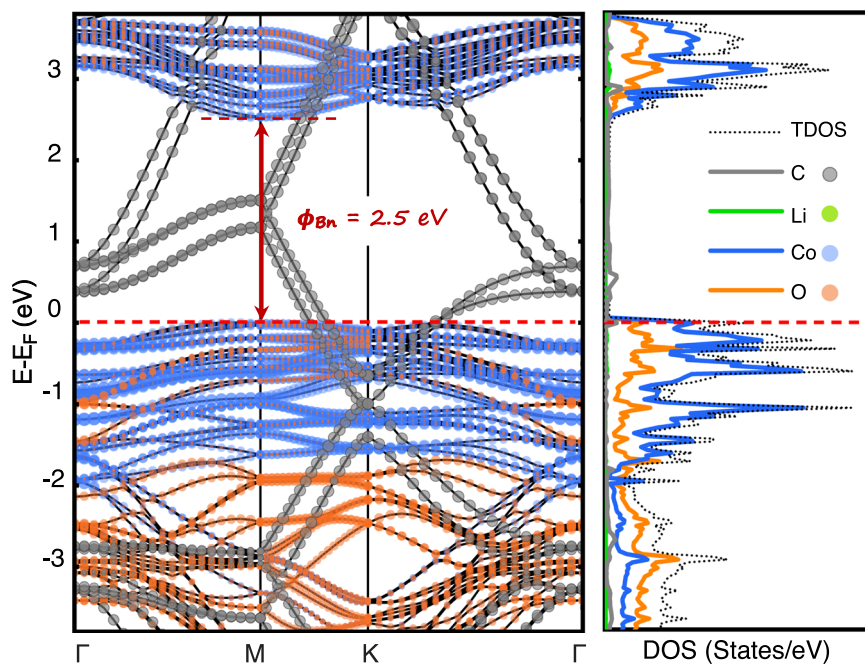 3
2
1
0
-1
-2
-3
E-E_F (eV)
ϕ_Bn = 2.5 eV
Γ M K Γ
TDOS
C
Li
Co
O
DOS (States/eV)